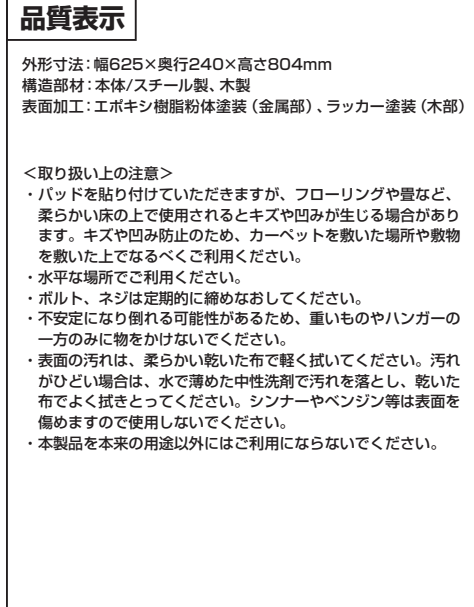 品質表示
外形寸法：幅625×奥行240×高さ804mm
構造部材：本体/スチール製、木製
表面加工：エポキシ樹脂粉体塗装（金属部）、ラッカー塗装（木部）
＜取り扱い上の注意＞
・パッドを貼り付けていただきますが、フローリングや畳など、
柔らかい床の上で使用されるとキズや凹みが生じる場合があり
ます。キズや凹み防止のため、カーペットを敷いた場所や敷物
を敷いた上でなるべくご利用ください。
・水平な場所でご利用ください。
・ボルト、ネジは定期的に締めなおしてください。
・不安定になり倒れる可能性があるため、重いものやハンガーの
一方のみに物をかけないでください。
・表面の汚れは、柔らかい乾いた布で軽く拭いてください。汚れ
がひどい場合は、水で薄めた中性洗剤で汚れを落とし、乾いた
布でよく拭きとってください。シンナーやベンジン等は表面を
傷めますので使用しないでください。
・本製品を本来の用途以外にはご利用にならないでください。